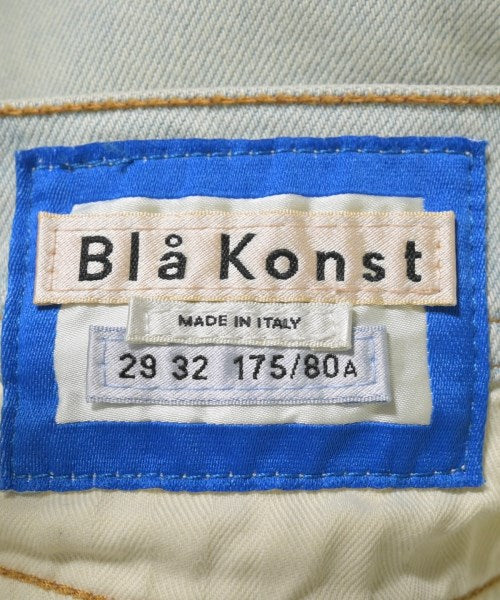 Blå Konst
MADE IN ITALY
29 32 175/80A